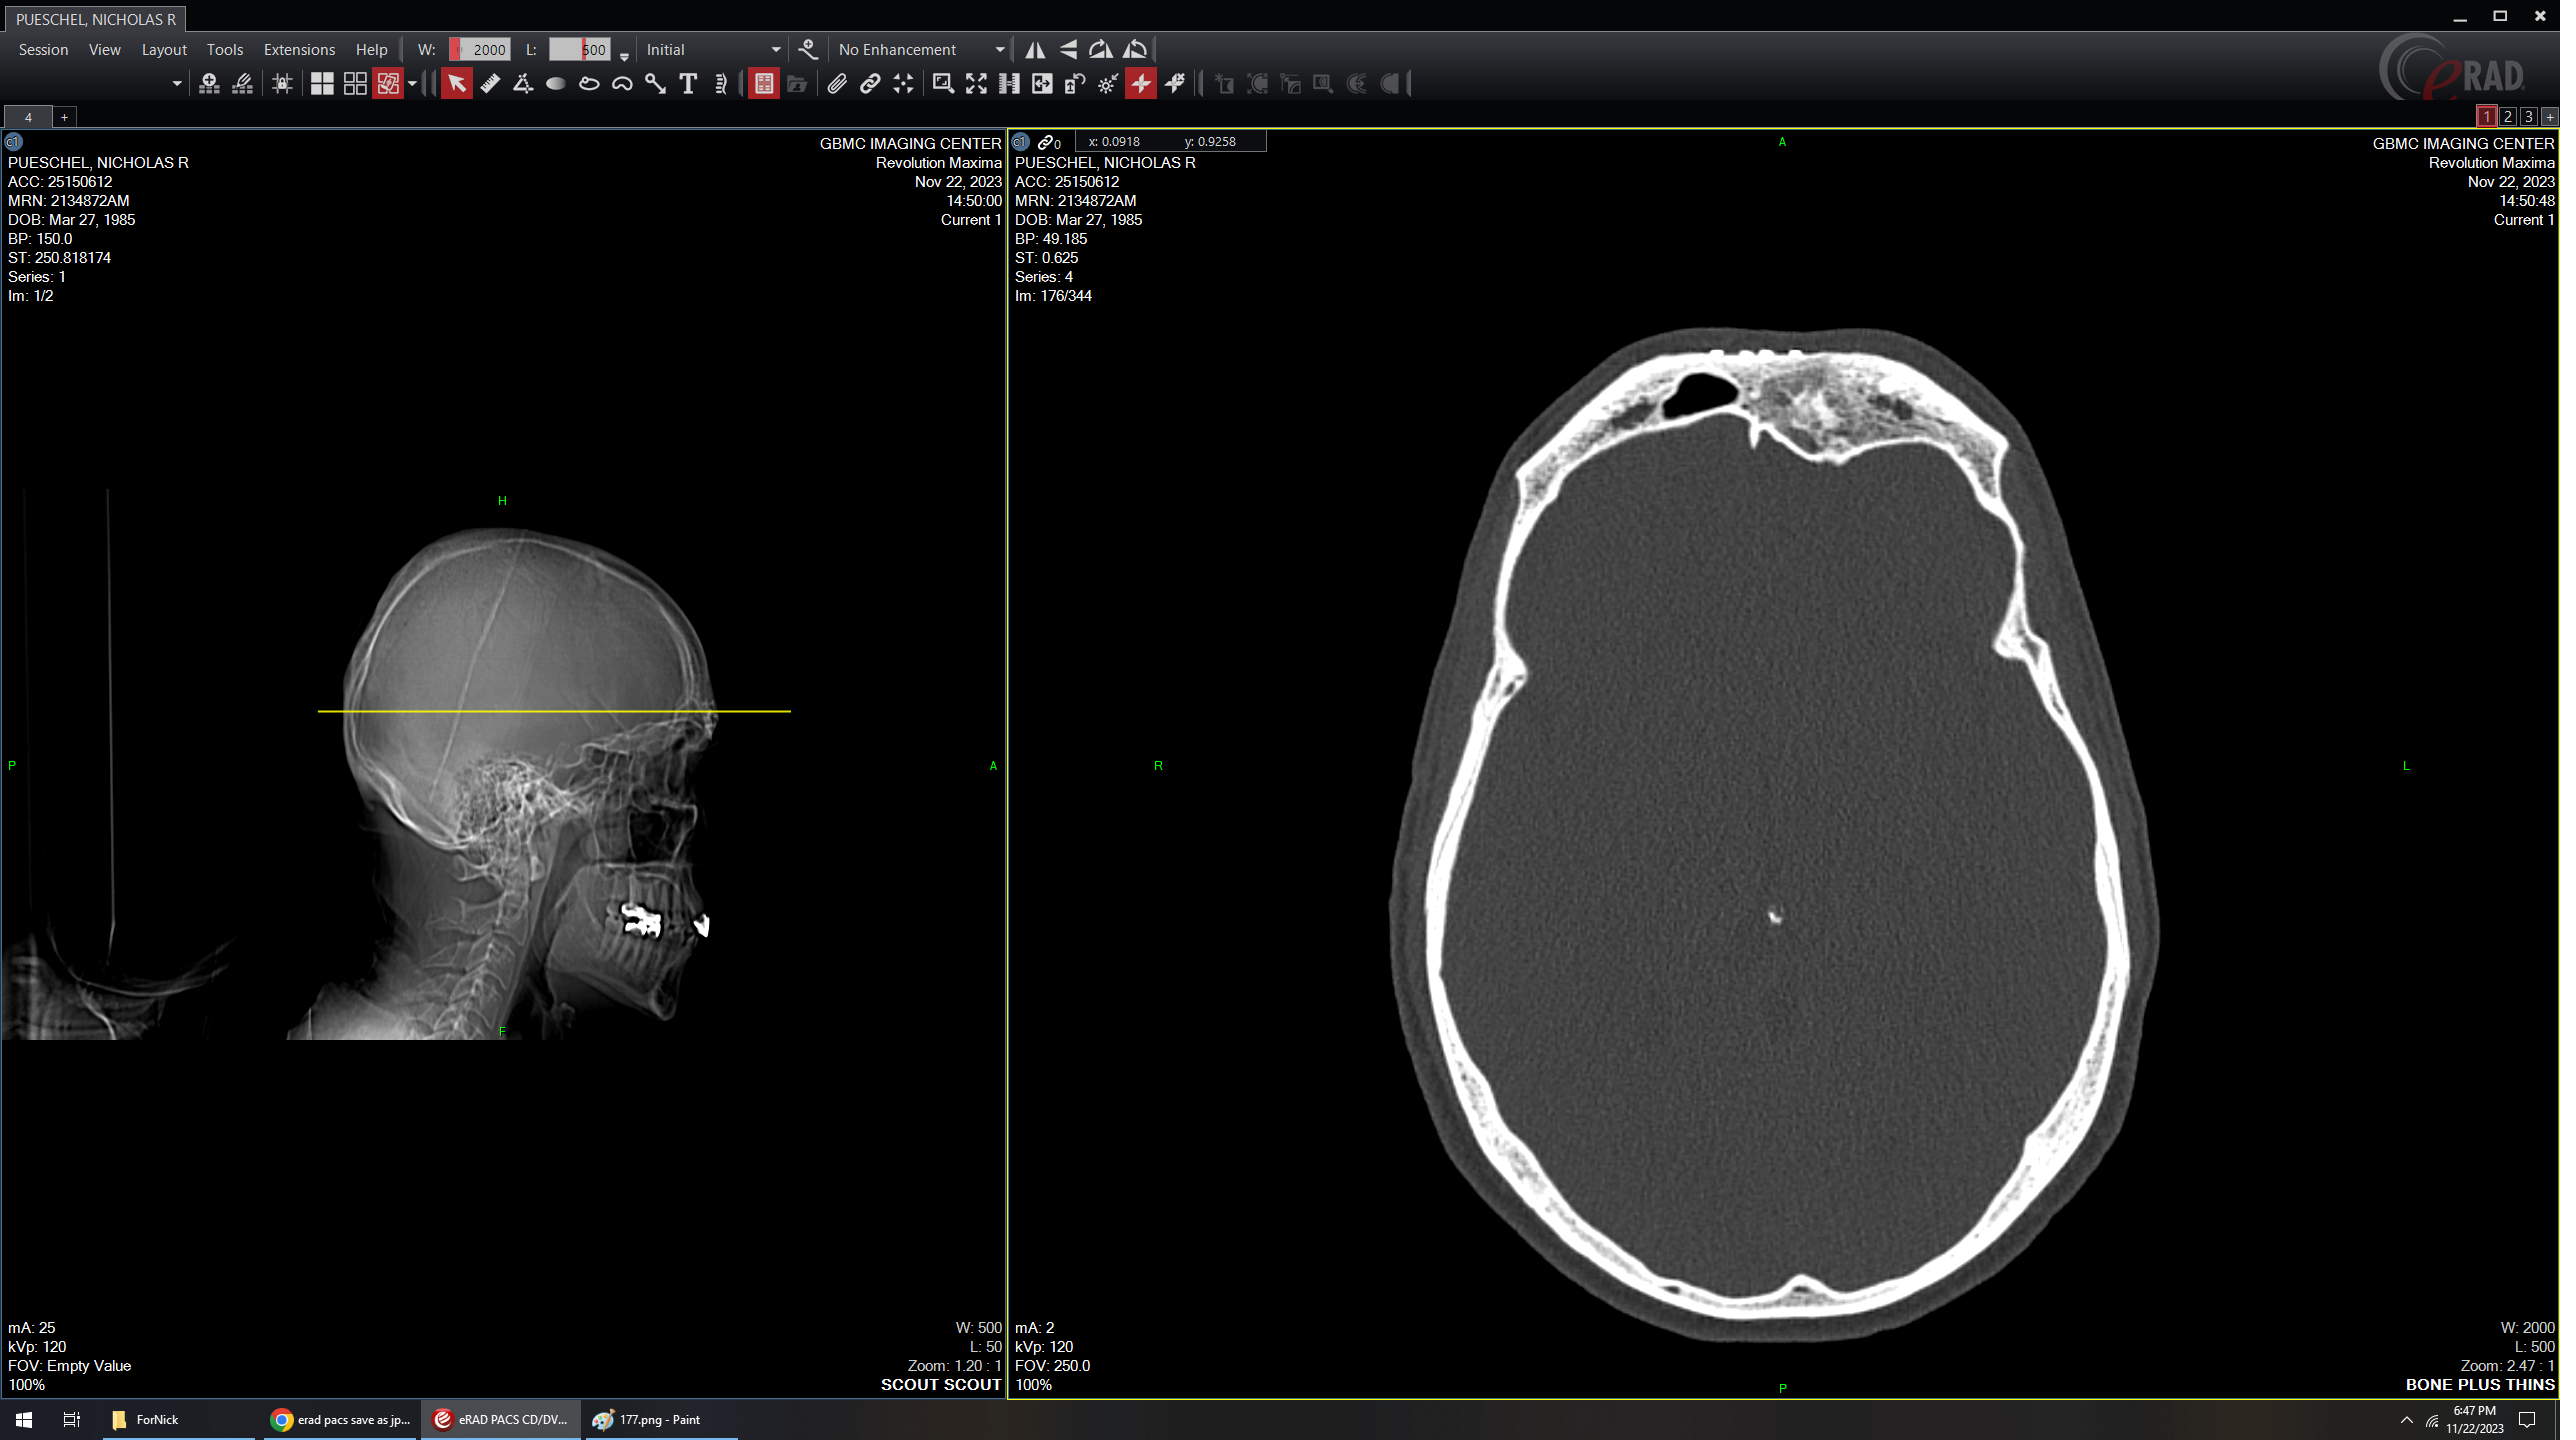 PUESCHEL, NICHOLAS R
Session View Layout Tools Extensions Help W: 2000 L: 500 Initial No Enhancement
eRAD
4 +
1 2 3 +
GBMC IMAGING CENTER
PUESCHEL, NICHOLAS R
Revolution Maxima
ACC: 25150612
Nov 22, 2023
MRN: 2134872AM
14:50:00
DOB: Mar 27, 1985
Current 1
BP: 150.0
ST: 250.818174
Series: 1
Im: 1/2
H
P
A
F
mA: 25
W: 500
kVp: 120
L: 50
FOV: Empty Value
Zoom: 1.20 : 1
100%
SCOUT SCOUT
0 x: 0.0918 y: 0.9258
A
GBMC IMAGING CENTER
PUESCHEL, NICHOLAS R
Revolution Maxima
ACC: 25150612
Nov 22, 2023
MRN: 2134872AM
14:50:48
DOB: Mar 27, 1985
Current 1
BP: 49.185
ST: 0.625
Series: 4
Im: 176/344
R
L
mA: 2
W: 2000
kVp: 120
L: 500
FOV: 250.0
Zoom: 2.47 : 1
100%
P
BONE PLUS THINS
ForNick
erad pacs save as jp...
eRAD PACS CD/DV...
177.png - Paint
6:47 PM
11/22/2023